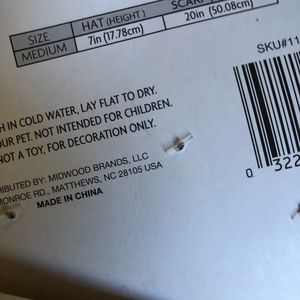 HAT (HEIGHT)
SIZE
MEDIUM 7in (17.78cm) 20in (50.08cm)
SKU#11
H IN COLD WATER, LAY FLAT TO DRY.
OUR PET. NOT INTENDED FOR CHILDREN.
NOT A TOY, FOR DECORATION ONLY.
RIBUTED BY: MIDWOOD BRANDS, LLC
MONROE RD., MATTHEWS, NC 28105 USA
MADE IN CHINA
0 322